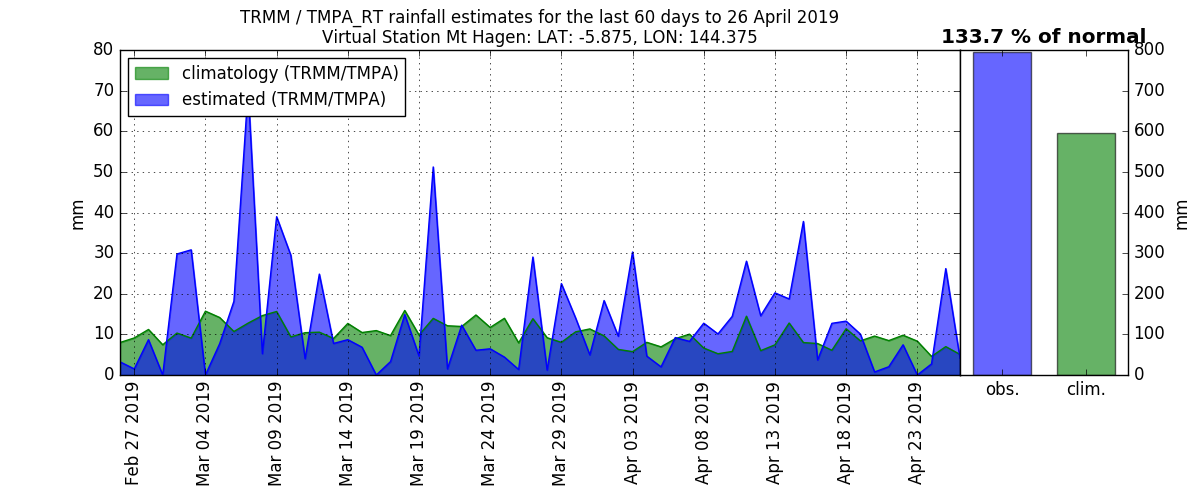 TRMM / TMPA_RT rainfall estimates for the last 60 days to 26 April 2019
Virtual Station Mt Hagen: LAT: -5.875, LON: 144.375
133.7 % of normal
climatology (TRMM/TMPA)
estimated (TRMM/TMPA)
mm
80
70
60
50
40
30
20
10
0
Feb 27 2019
Mar 04 2019
Mar 09 2019
Mar 14 2019
Mar 19 2019
Mar 24 2019
Mar 29 2019
Apr 03 2019
Apr 08 2019
Apr 13 2019
Apr 18 2019
Apr 23 2019
obs.
clim.
800
700
600
500
400
300
200
100
0
mm